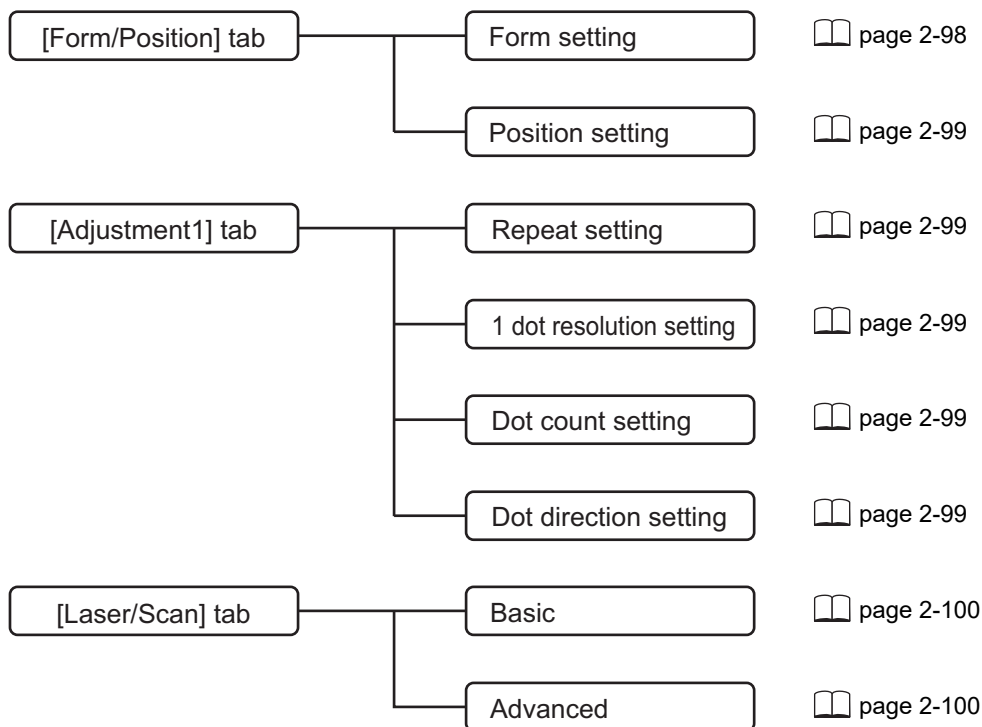 [Form/Position] tab Form setting page 2-98
Position setting page 2-99
[Adjustment1] tab Repeat setting page 2-99
1 dot resolution setting page 2-99
Dot count setting page 2-99
Dot direction setting page 2-99
[Laser/Scan] tab Basic page 2-100
Advanced page 2-100